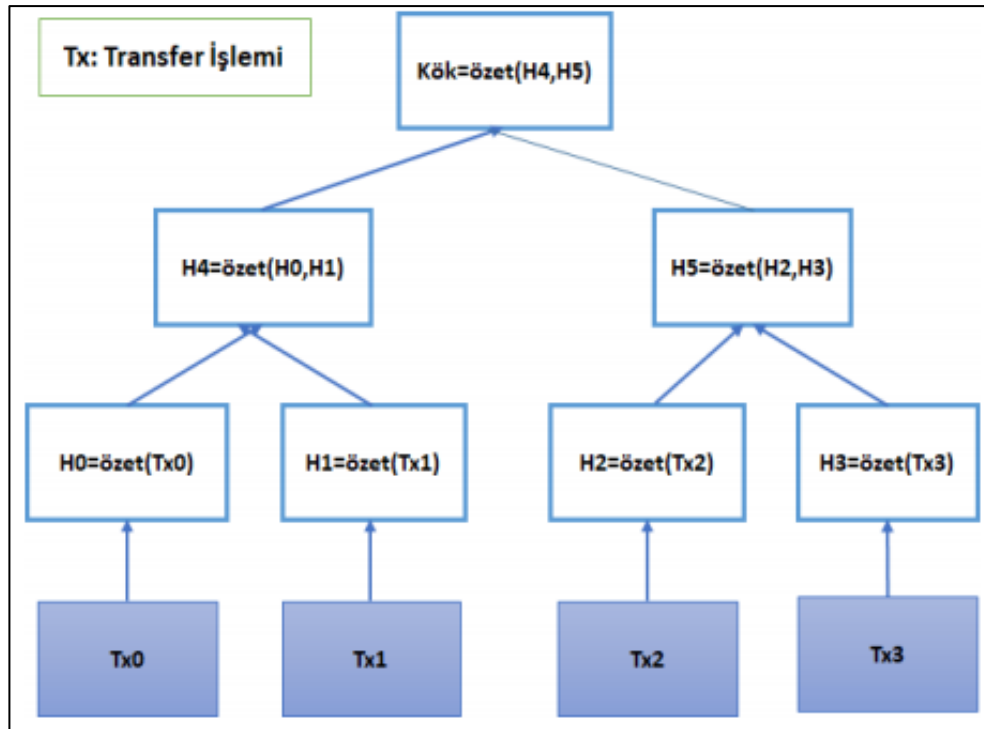 Tx: Transfer İşlemi
Kök=özet(H4,H5)
H4=özet(H0,H1)
H5=özet(H2,H3)
H0=özet(Tx0)
H1=özet(Tx1)
H2=özet(Tx2)
H3=özet(Tx3)
Tx0
Tx1
Tx2
Tx3